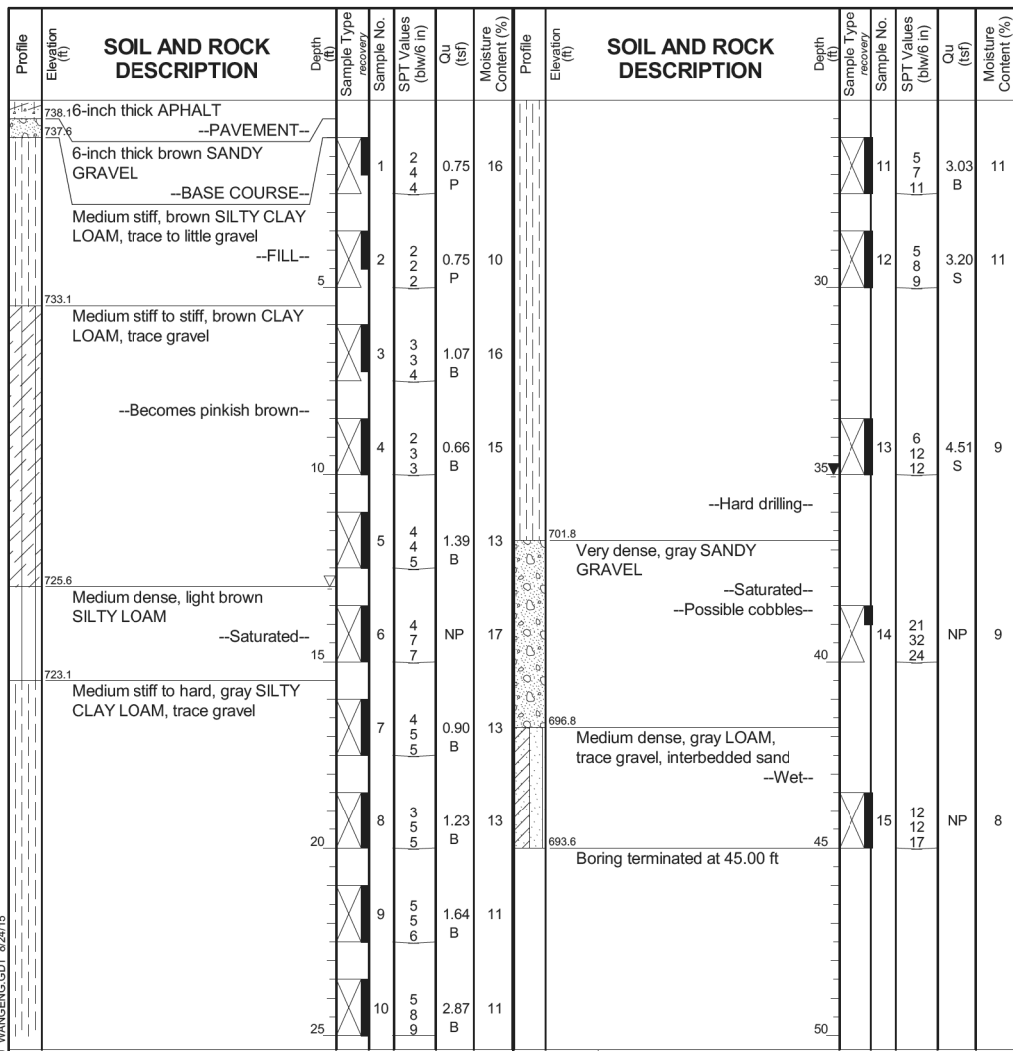 Profile
Elevation
(ft)
SOIL AND ROCK
DESCRIPTION
Depth
(ft)
Sample Type
recovery
Sample No.
SPT Values
(blw/6 in)
Qu
(tsf)
Moisture
Content (%)
738.1 6-inch thick APHALT
--PAVEMENT--
737.6
6-inch thick brown SANDY
GRAVEL
--BASE COURSE--
1
2
4
4
0.75
P
16
Medium stiff, brown SILTY CLAY
LOAM, trace to little gravel
--FILL--
5
2
2
2
2
0.75
P
10
733.1
Medium stiff to stiff, brown CLAY
LOAM, trace gravel
3
3
3
4
1.07
B
16
--Becomes pinkish brown--
10
4
2
3
3
0.66
B
15
5
4
4
5
1.39
B
13
725.6
Medium dense, light brown
SILTY LOAM
--Saturated--
15
6
4
7
7
NP
17
723.1
Medium stiff to hard, gray SILTY
CLAY LOAM, trace gravel
7
4
5
5
0.90
B
13
20
8
3
5
5
1.23
B
13
9
5
5
6
1.64
B
11
25
10
5
8
9
2.87
B
11
WANGENG.GDT 8/24/15
Profile
Elevation
(ft)
SOIL AND ROCK
DESCRIPTION
Depth
(ft)
Sample Type
recovery
Sample No.
SPT Values
(blw/6 in)
Qu
(tsf)
Moisture
Content (%)
11
5
7
11
3.03
B
11
30
12
5
8
9
3.20
S
11
35
13
6
12
12
4.51
S
9
--Hard drilling--
701.8
Very dense, gray SANDY
GRAVEL
--Saturated--
--Possible cobbles--
40
14
21
32
24
NP
9
696.8
Medium dense, gray LOAM,
trace gravel, interbedded sand
--Wet--
45
15
12
12
17
NP
8
693.6
Boring terminated at 45.00 ft
50